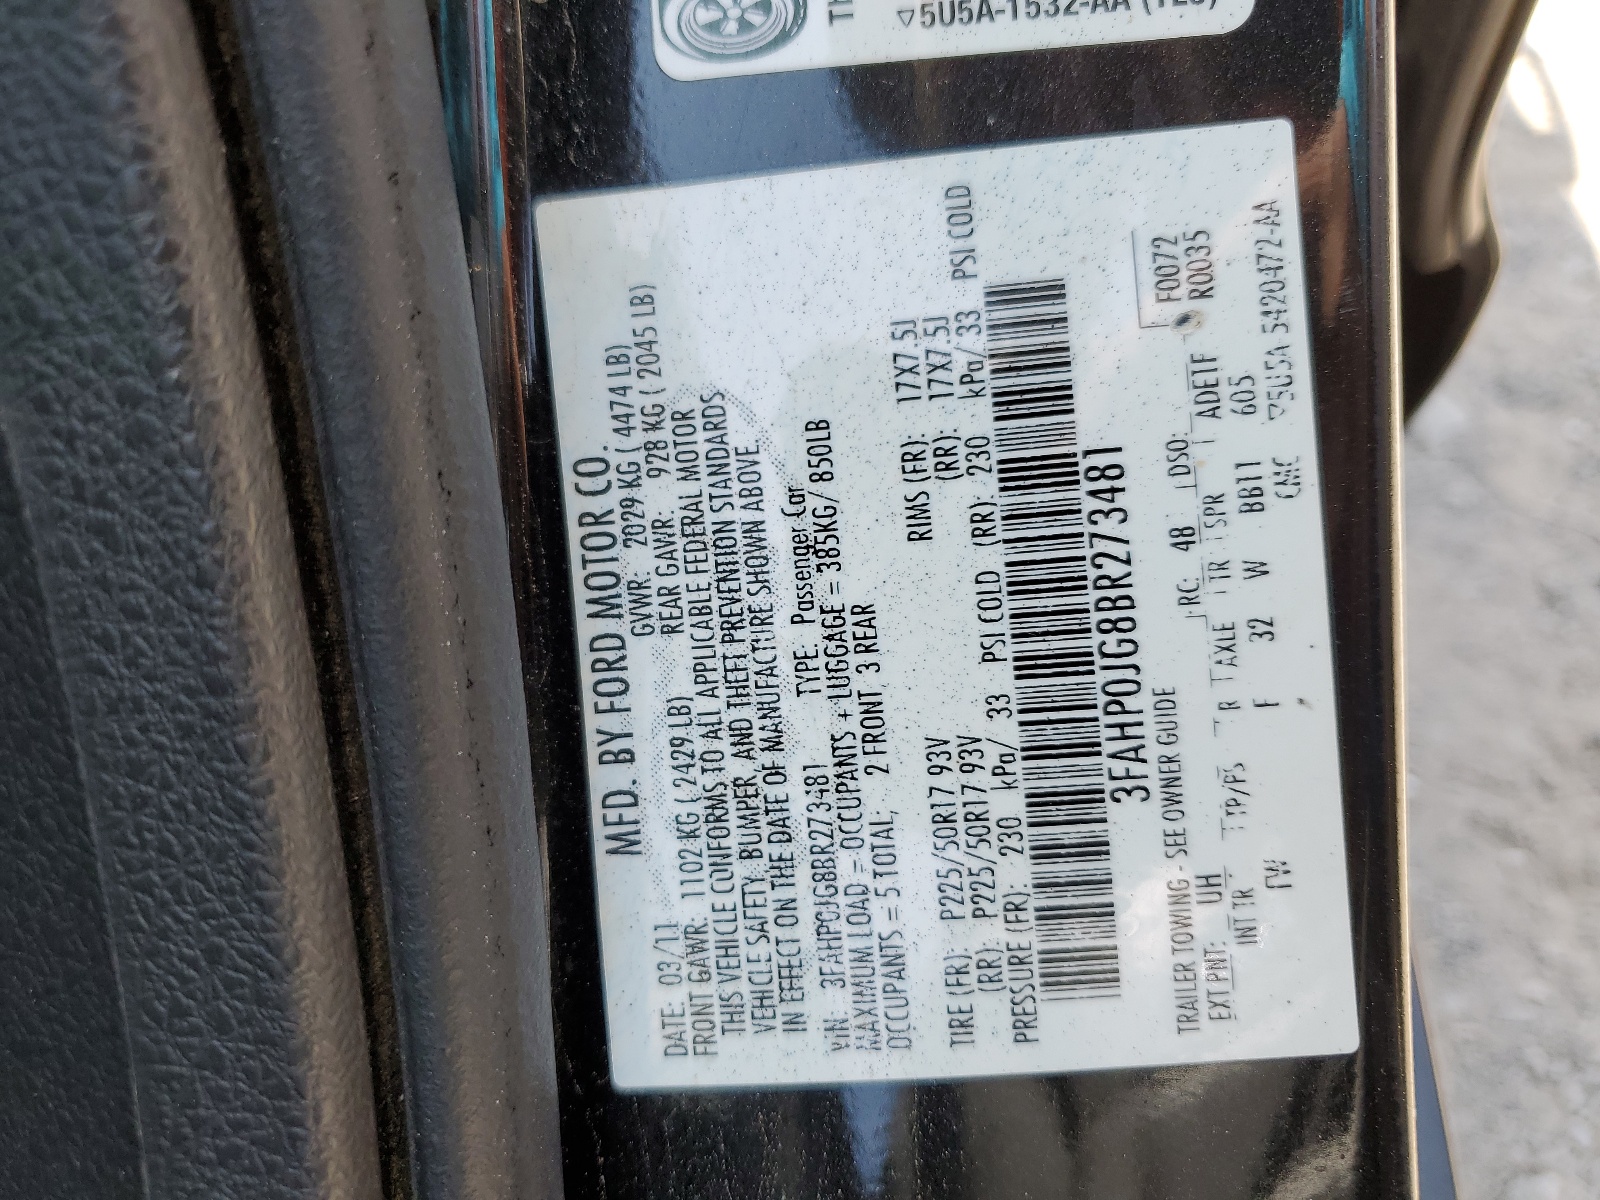 5U5A-1532-AA
MFD. BY FORD MOTOR CO.
DATE: 03/11 GVWR: 2029 KG ( 4474 LB)
FRONT GAWR: 1102 KG ( 2429 LB) REAR GAWR: 928 KG ( 2045 LB)
THIS VEHICLE CONFORMS TO ALL APPLICABLE FEDERAL MOTOR
VEHICLE SAFETY, BUMPER, AND THEFT PREVENTION STANDARDS
IN EFFECT ON THE DATE OF MANUFACTURE SHOWN ABOVE.
VIN: 3FAHP0JG8BR273481 TYPE: Passenger Car
MAXIMUM LOAD = OCCUPANTS + LUGGAGE = 385KG/ 850LB
OCCUPANTS = 5 TOTAL, 2 FRONT, 3 REAR
TIRE (FR): P225/50R17 93V RIMS (FR): 17X7.5J
(RR): P225/50R17 93V (RR): 17X7.5J
PRESSURE (FR): 230 kPa/ 33 PSI COLD (RR): 230 kPa/ 33 PSI COLD
3FAHP0JG8BR273481
F0072
TRAILER TOWING - SEE OWNER GUIDE RC: 48 DSO: R0035
EXT PNT: UH
INT TR TP/PS R AXLE TR SPR ADETF
TW F 32 W BB11 605
CMC ▽5U5A 5420472-AA